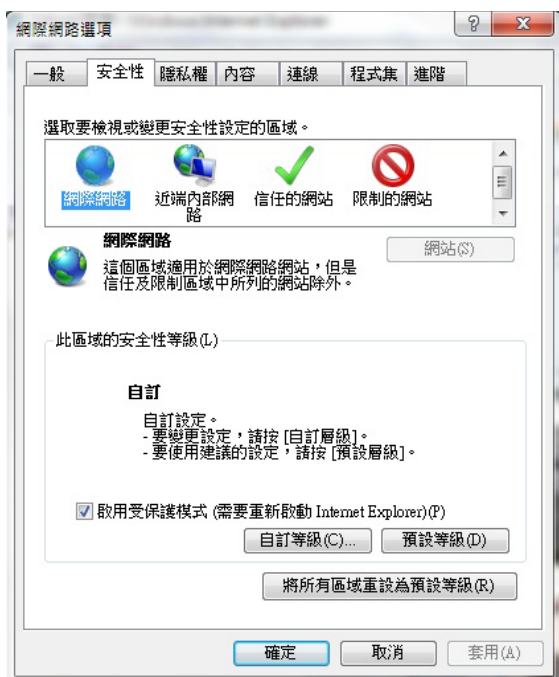 網際網路選項
一般 安全性 隱私權 內容 連線 程式集 進階
選取要檢視或變更安全性設定的區域。
網際網路 近端內部網路 信任的網站 限制的網站
網際網路
網站(S)
這個區域適用於網際網路網站，但是
信任及限制區域中所列的網站除外。
此區域的安全性等級(L)
自訂
自訂設定。
- 要變更設定，請按 [自訂層級]。
- 要使用建議的設定，請按 [預設層級]。
啟用受保護模式 (需要重新啟動 Internet Explorer)(P)
自訂等級(C)... 預設等級(D)
將所有區域重設為預設等級(R)
確定 取消 套用(A)